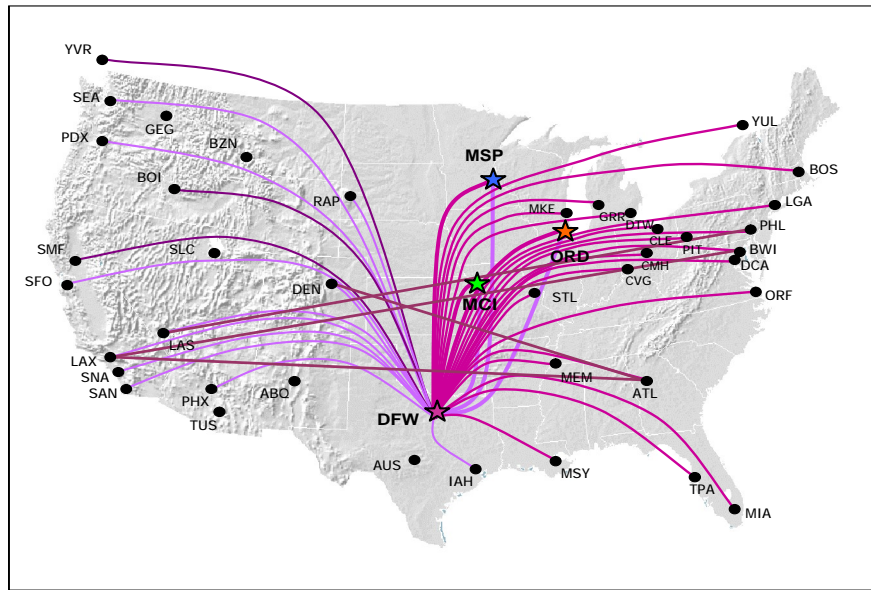 YVR
SEA
GEG
YUL
PDX
BZN
MSP
BOS
BOI
RAP
MKE
GRR
DTW
LGA
PHL
SMF
SLC
ORD
CLE
PIT
BWI
SFO
DEN
MCI
STL
CMH
CVG
DCA
ORF
LAS
LAX
SNA
SAN
PHX
ABQ
MEM
ATL
TUS
DFW
AUS
IAH
MSY
TPA
MIA